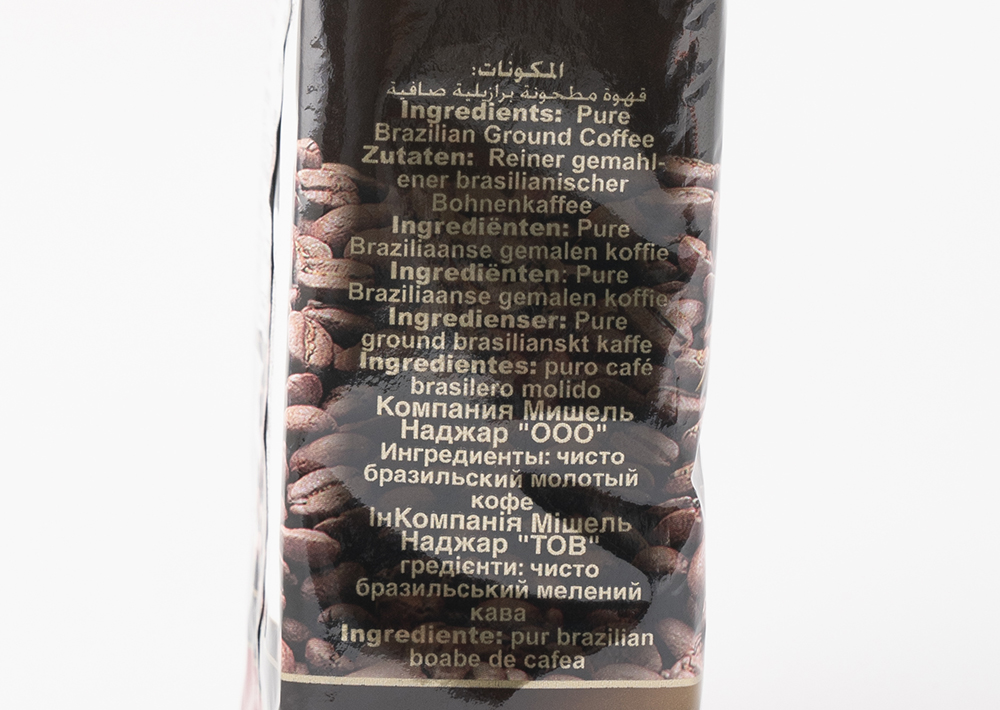 المكونات:
قهوة مطحونة برازيلية صافية
Ingredients: Pure
Brazilian Ground Coffee
Zutaten: Reiner gemahl-
ener brasilianischer
Bohnenkaffee
Ingrediënten: Pure
Braziliaanse gemalen koffie
Ingrediënten: Pure
Braziliaanse gemalen koffie
Ingredienser: Pure
ground brasilianskt kaffe
Ingredientes: puro café
brasilero molido
Компания Мишель
Наджар "ООО"
Ингредиенты: чисто
бразильский молотый
кофе
ІнКомпанія Мішель
Наджар "ТОВ"
гредієнти: чисто
бразильський мелений
кава
Ingrediente: pur brazilian
boabe de cafea